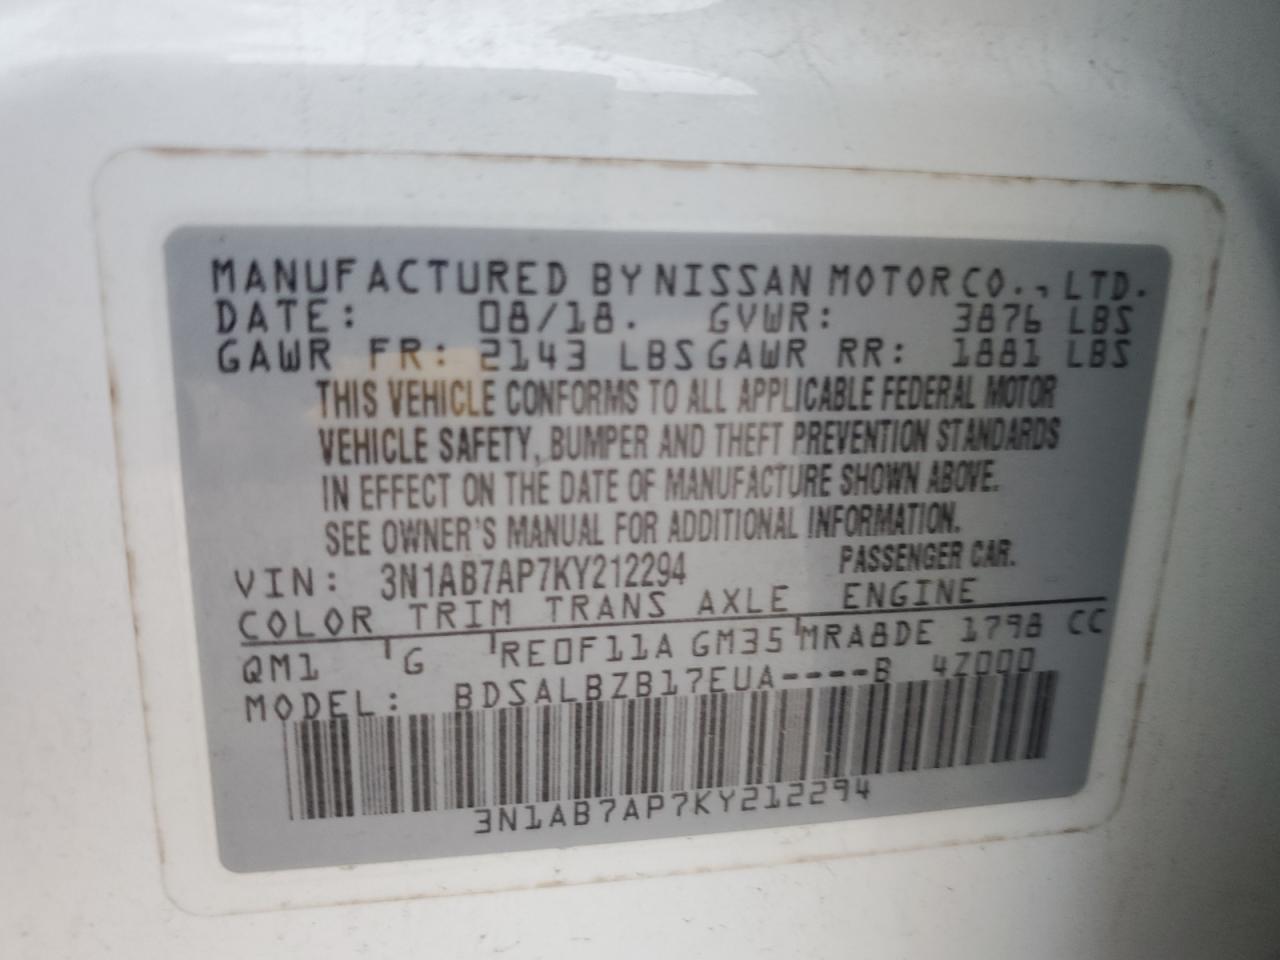 MANUFACTURED BY NISSAN MOTOR CO., LTD.
DATE: 08/18. GVWR: 3876 LBS
GAWR FR: 2143 LBS GAWR RR: 1881 LBS
THIS VEHICLE CONFORMS TO ALL APPLICABLE FEDERAL MOTOR
VEHICLE SAFETY, BUMPER AND THEFT PREVENTION STANDARDS
IN EFFECT ON THE DATE OF MANUFACTURE SHOWN ABOVE.
SEE OWNER'S MANUAL FOR ADDITIONAL INFORMATION.
VIN: 3N1AB7AP7KY212294 PASSENGER CAR.
COLOR TRIM TRANS AXLE ENGINE
QM1 G RE0F11A GM35 MRA8DE 1798 CC
MODEL: BDSALBZB17EUA----B 4Z000
3N1AB7AP7KY212294